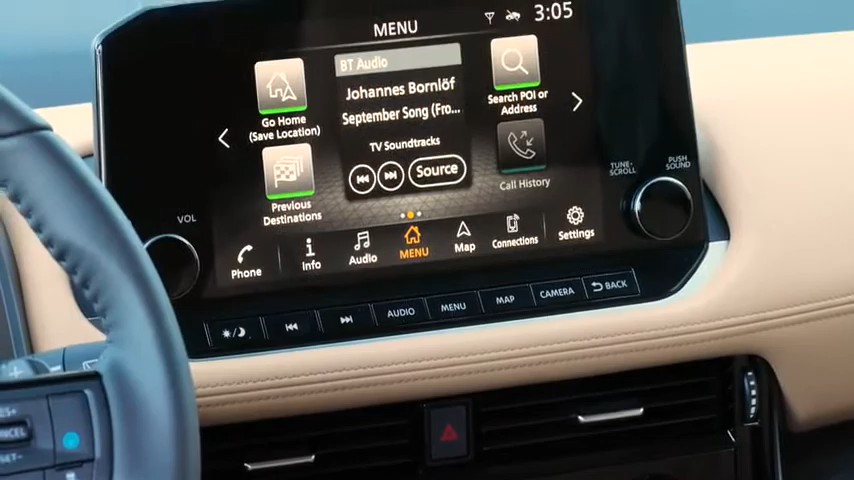 3:05
MENU
BT Audio
Johannes Bornlöf
September Song (Fro...
TV Soundtracks
Source
Go Home
(Save Location)
Previous
Destinations
Search POI or
Address
Call History
VOL
TUNE
SCROLL
PUSH
SOUND
Phone
Info
Audio
MENU
Map
Connections
Settings
AUDIO
MENU
MAP
CAMERA
BACK
RES +